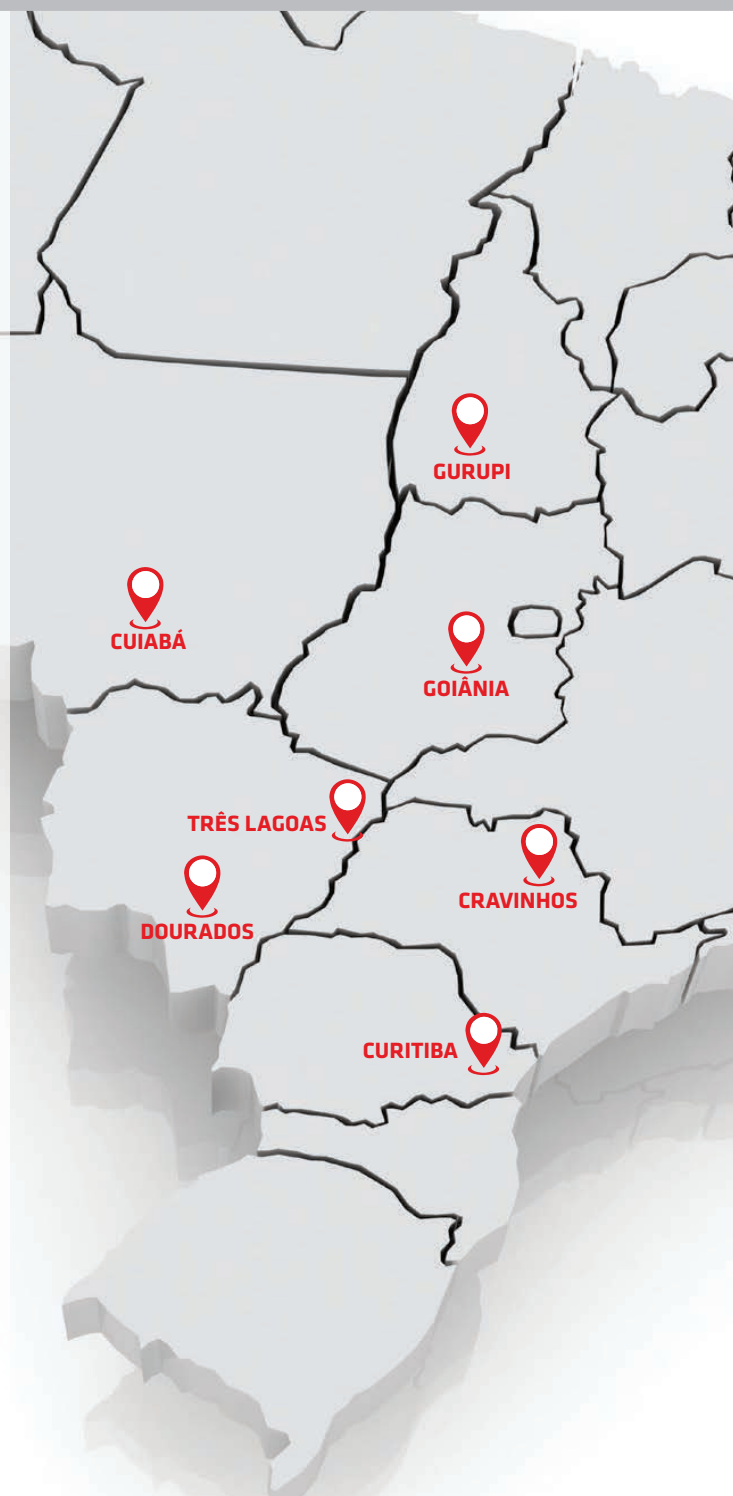 GURUPI
CUIABÁ
GOIÂNIA
TRÊS LAGOAS
CRAVINHOS
DOURADOS
CURITIBA